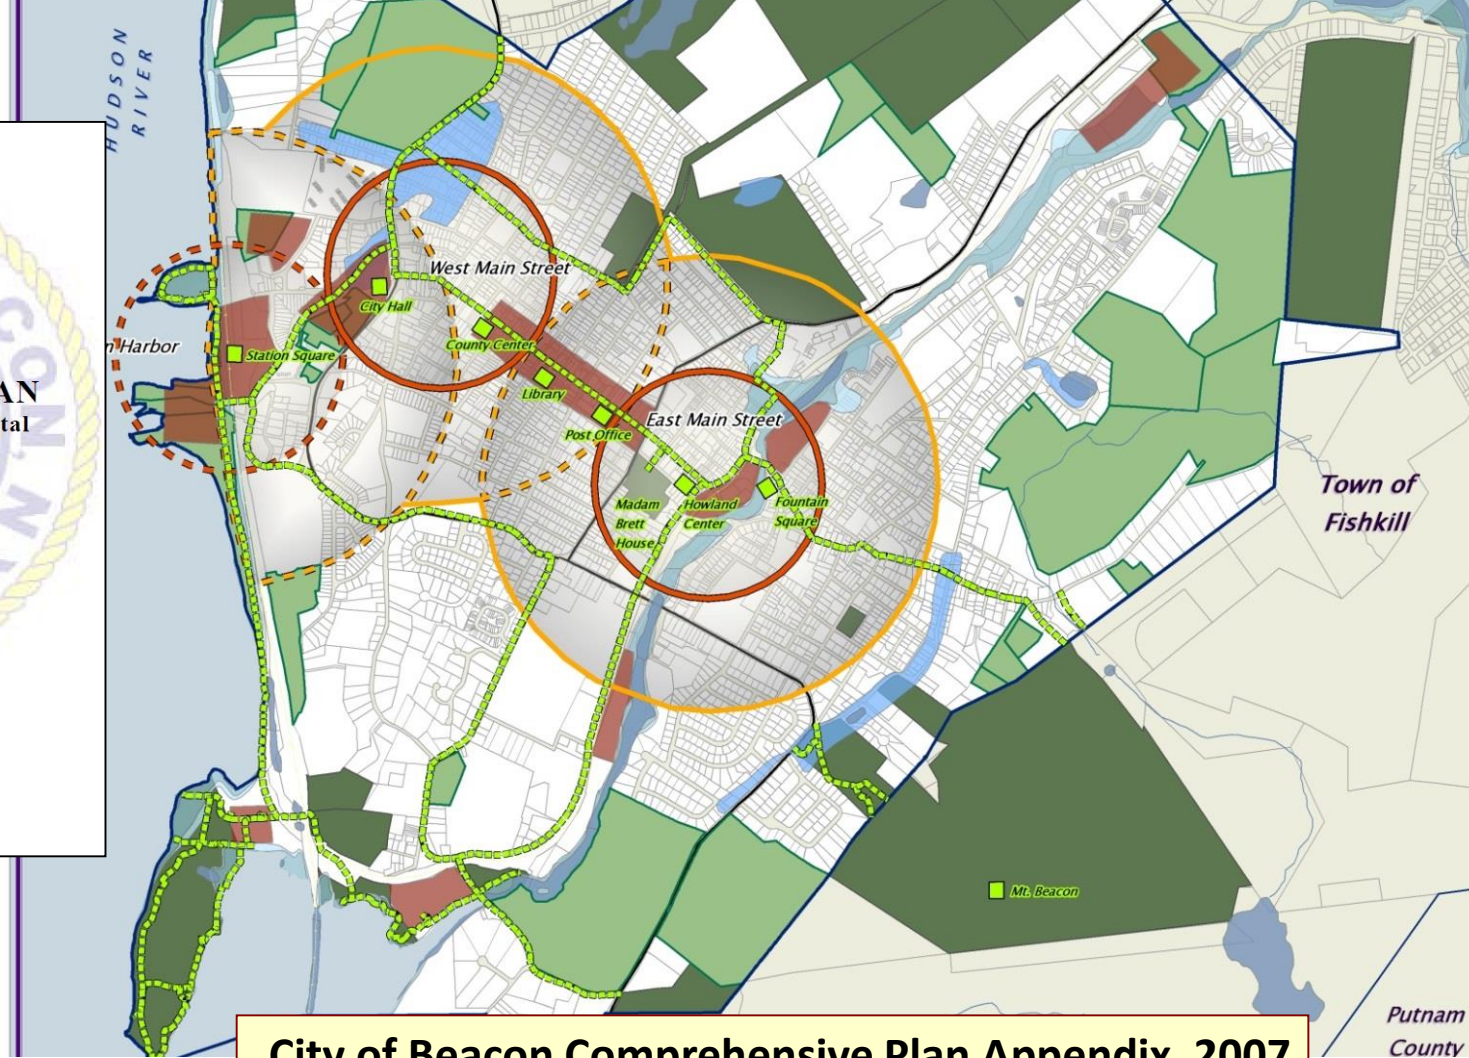 HUDSON
RIVER
n Harbor
AN
tal
CON, N
West Main Street
City Hall
Station Square
County Center
Library
Post Office
East Main Street
Madam
Brett
House
Howland
Center
Fountain
Square
Town of
Fishkill
Mt. Beacon
Putnam
County
City of Beacon Comprehensive Plan Appendix, 2007